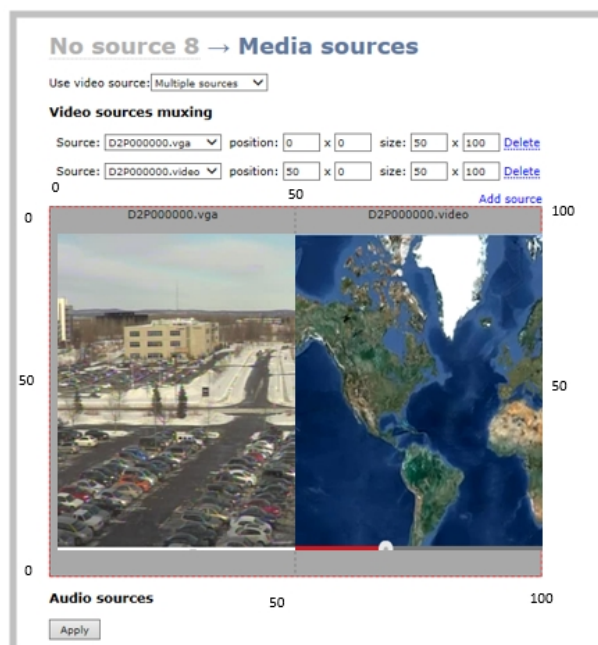 No source 8 → Media sources
Use video source: Multiple sources
Video sources muxing
Source: D2P000000.vga position: 0 x 0 size: 50 x 100 Delete
Source: D2P000000.video position: 50 x 0 size: 50 x 100 Delete
0 50
Add source
0 D2P000000.vga D2P000000.video 100
50 50
0
Audio sources 50 100
Apply